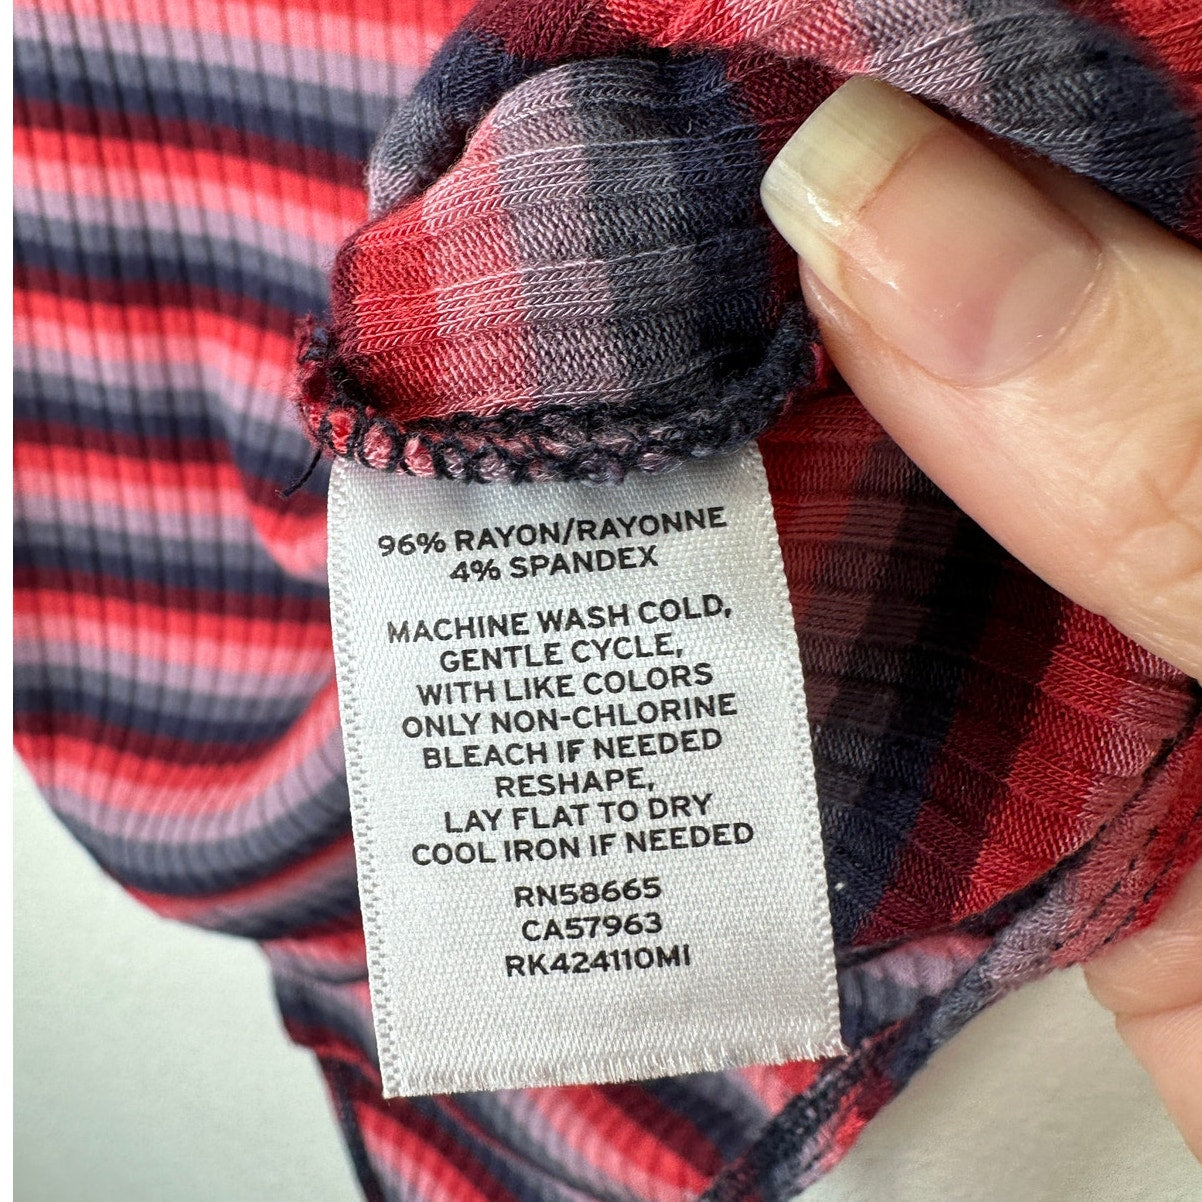 96% RAYON/RAYONNE
4% SPANDEX
MACHINE WASH COLD,
GENTLE CYCLE,
WITH LIKE COLORS
ONLY NON-CHLORINE
BLEACH IF NEEDED
RESHAPE,
LAY FLAT TO DRY
COOL IRON IF NEEDED
RN58665
CA57963
RK424110MI